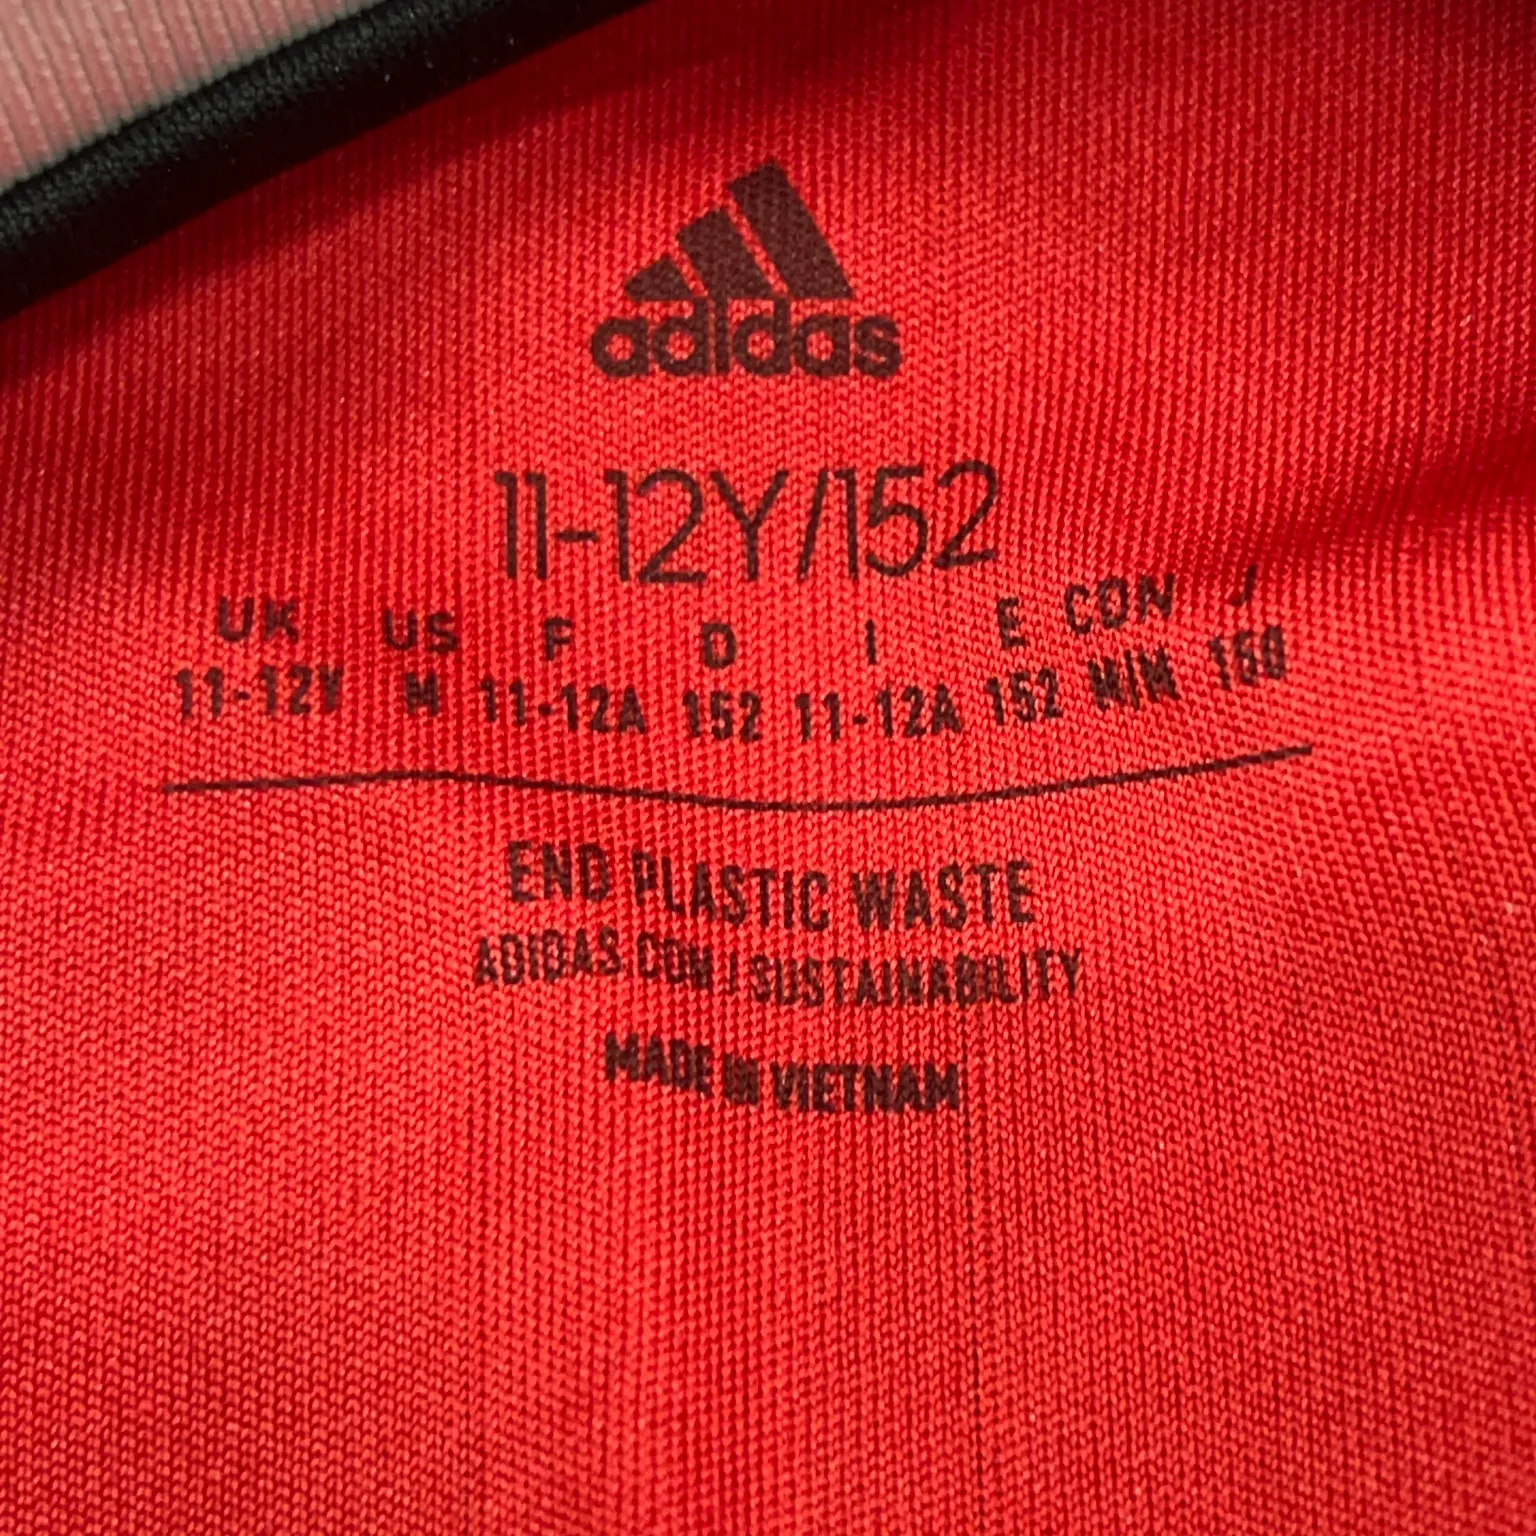 adidas
11-12Y/152
UK US F D I E CON J
11-12Y M 11-12A 152 11-12A 152 M/M 150
END PLASTIC WASTE
ADIDAS.COM/SUSTAINABILITY
MADE IN VIETNAM